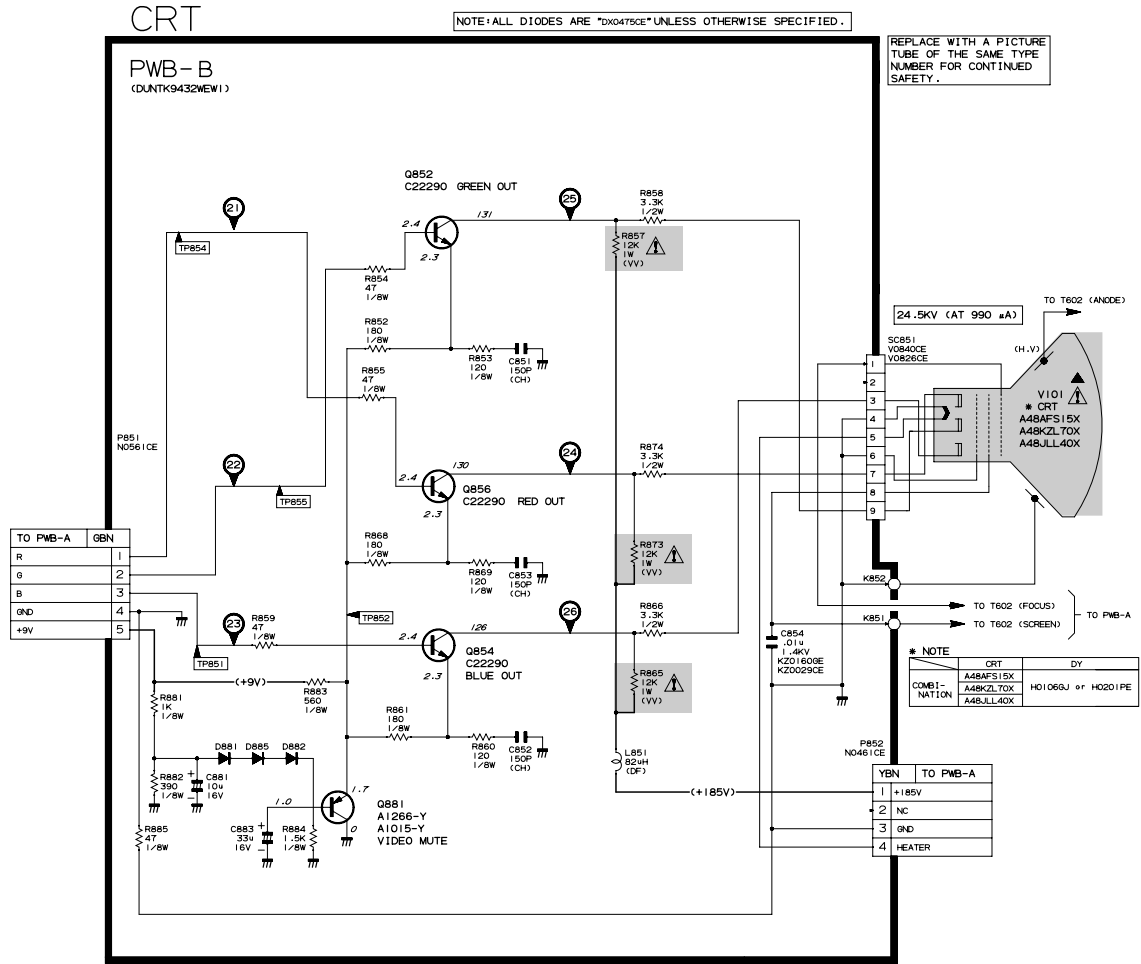 CRT
NOTE:ALL DIODES ARE "DX0475CE" UNLESS OTHERWISE SPECIFIED.
REPLACE WITH A PICTURE
TUBE OF THE SAME TYPE
NUMBER FOR CONTINUED
SAFETY.
PWB-B
(DUNTK9432WEW1)
Q852
C22290 GREEN OUT
21
TP854
2.4
131
2.3
25
R858
3.3K
1/2W
R857
12K
1W
(VV)
R854
47
1/8W
R852
180
1/8W
R855
47
1/8W
R853
120
1/8W
C851
150P
(CH)
24.5KV (AT 990 µA)
TO T602 (ANODE)
(H.V)
SC851
V0840CE
V0826CE
1
2
3
4
5
6
7
8
9
V101
* CRT
A48AFS15X
A48KZL70X
A48JLL40X
P851
N0561CE
22
TP855
2.4
130
2.3
Q856
C22290 RED OUT
24
R874
3.3K
1/2W
R873
12K
1W
(VV)
R868
180
1/8W
R869
120
1/8W
C853
150P
(CH)
TO PWB-A GBN
R 1
G 2
B 3
GND 4
+9V 5
23
TP851
R859
47
1/8W
TP852
2.4
126
2.3
Q854
C22290
BLUE OUT
26
R866
3.3K
1/2W
R865
12K
1W
(VV)
C854
.01u
1.4KV
KZ0160GE
KZ0029CE
K852
K851
TO T602 (FOCUS)
TO T602 (SCREEN)
TO PWB-A
* NOTE
CRT DY
COMBI-
NATION
A48AFS15X
A48KZL70X
A48JLL40X
H0106GJ or H0201PE
(+9V)
R881
1K
1/8W
R883
560
1/8W
R861
180
1/8W
R860
120
1/8W
C852
150P
(CH)
L851
82uH
(DF)
D881 D885 D882
R882
390
1/8W
C881
10u
16V
1.0
1.7
0
Q881
A1266-Y
A1015-Y
VIDEO MUTE
R885
47
1/8W
C883
33u
16V
R884
1.5K
1/8W
(+185V)
P852
N0461CE
YBN TO PWB-A
1 +185V
2 NC
3 GND
4 HEATER